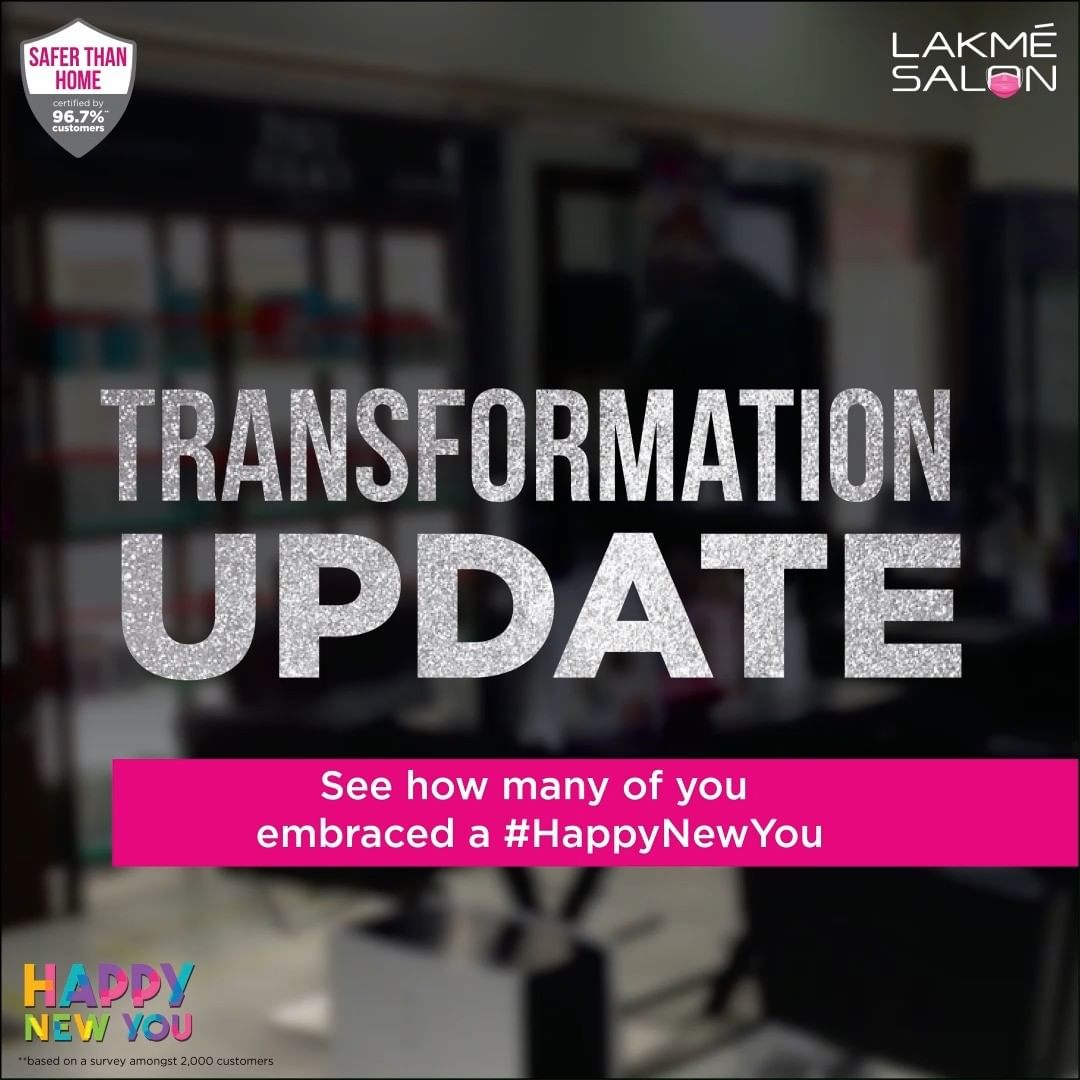 SAFER THAN
HOME
certified by
96.7%**
customers
LAKMÉ
SALON
TRANSFORMATION
UPDATE
See how many of you
embraced a #HappyNewYou
HAPPY
NEW YOU
**based on a survey amongst 2,000 customers